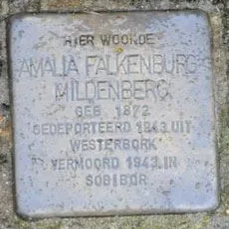 HIER WOONDE
AMALIA FALKENBURG
MILDENBERG
GEB. 1872
GEDEPORTEERD 1943 UIT
WESTERBORK
VERMOORD 1943 IN
SOBIBOR